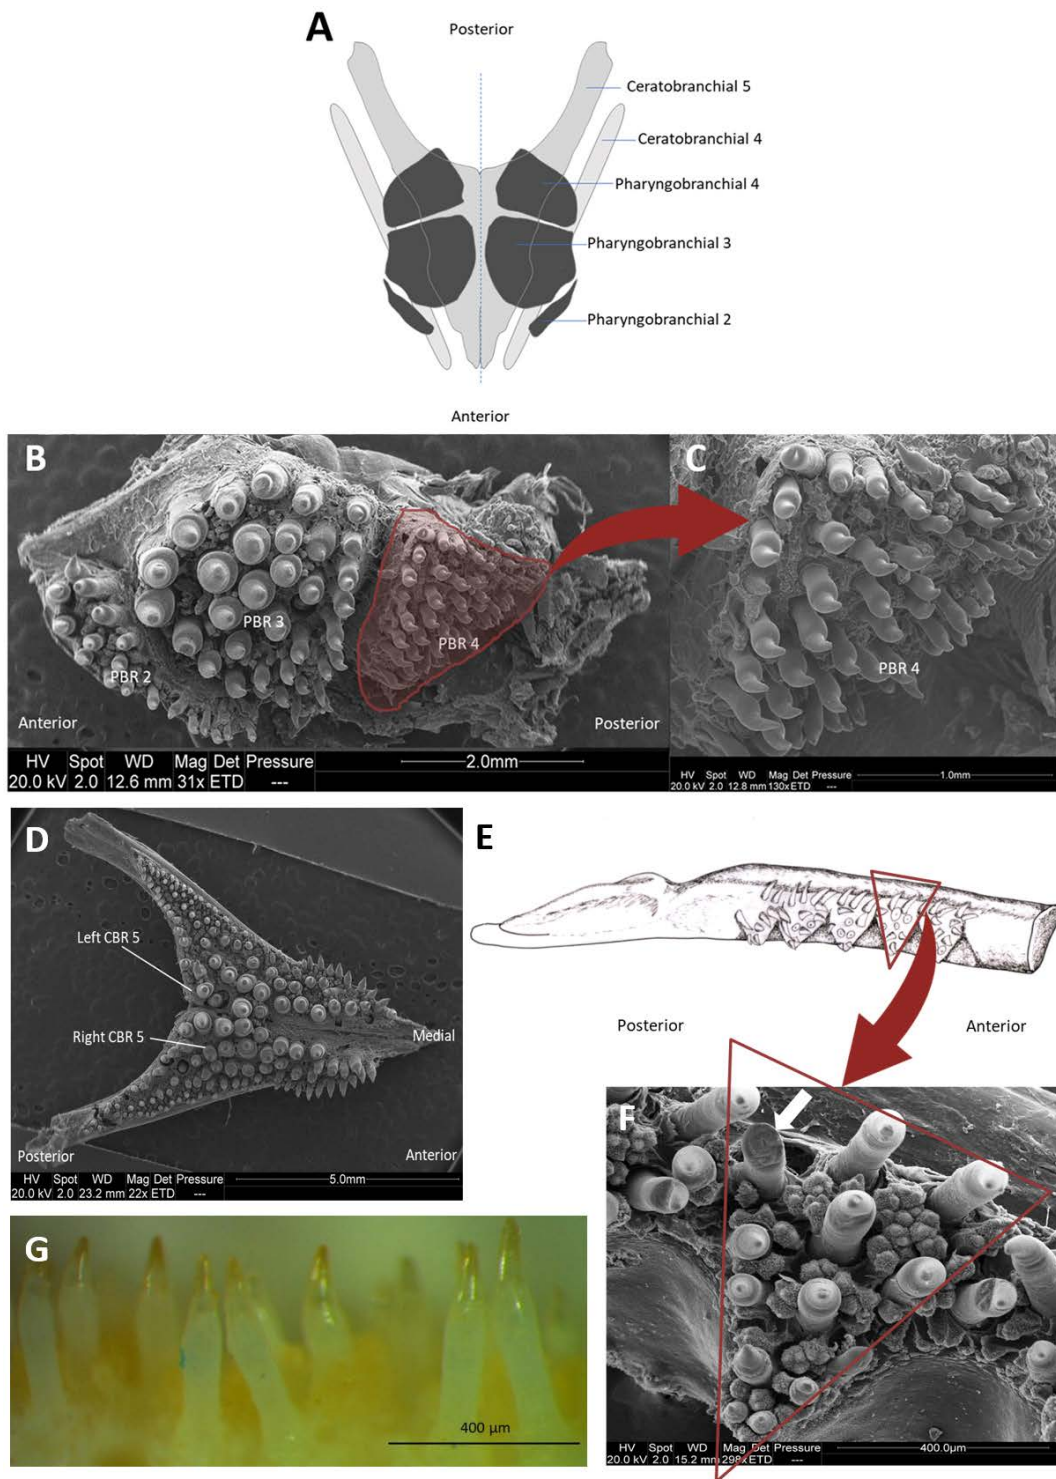 A
Posterior
Ceratobranchial 5
Ceratobranchial 4
Pharyngobranchial 4
Pharyngobranchial 3
Pharyngobranchial 2
Anterior
B
PBR 3
PBR 4
PBR 2
Anterior
Posterior
HV Spot WD Mag Det Pressure
20.0 kV 2.0 12.6 mm 31x ETD --- 2.0mm
C
PBR 4
HV Spot WD Mag Det Pressure
20.0 kV 2.0 12.8 mm 130x ETD --- 1.0mm
D
Left CBR 5
Right CBR 5
Medial
Posterior
Anterior
HV Spot WD Mag Det Pressure
20.0 kV 2.0 23.2 mm 22x ETD --- 5.0mm
E
Posterior
Anterior
F
HV Spot WD Mag Det Pressure
20.0 kV 2.0 15.2 mm 298x ETD --- 400.0µm
G
400 µm